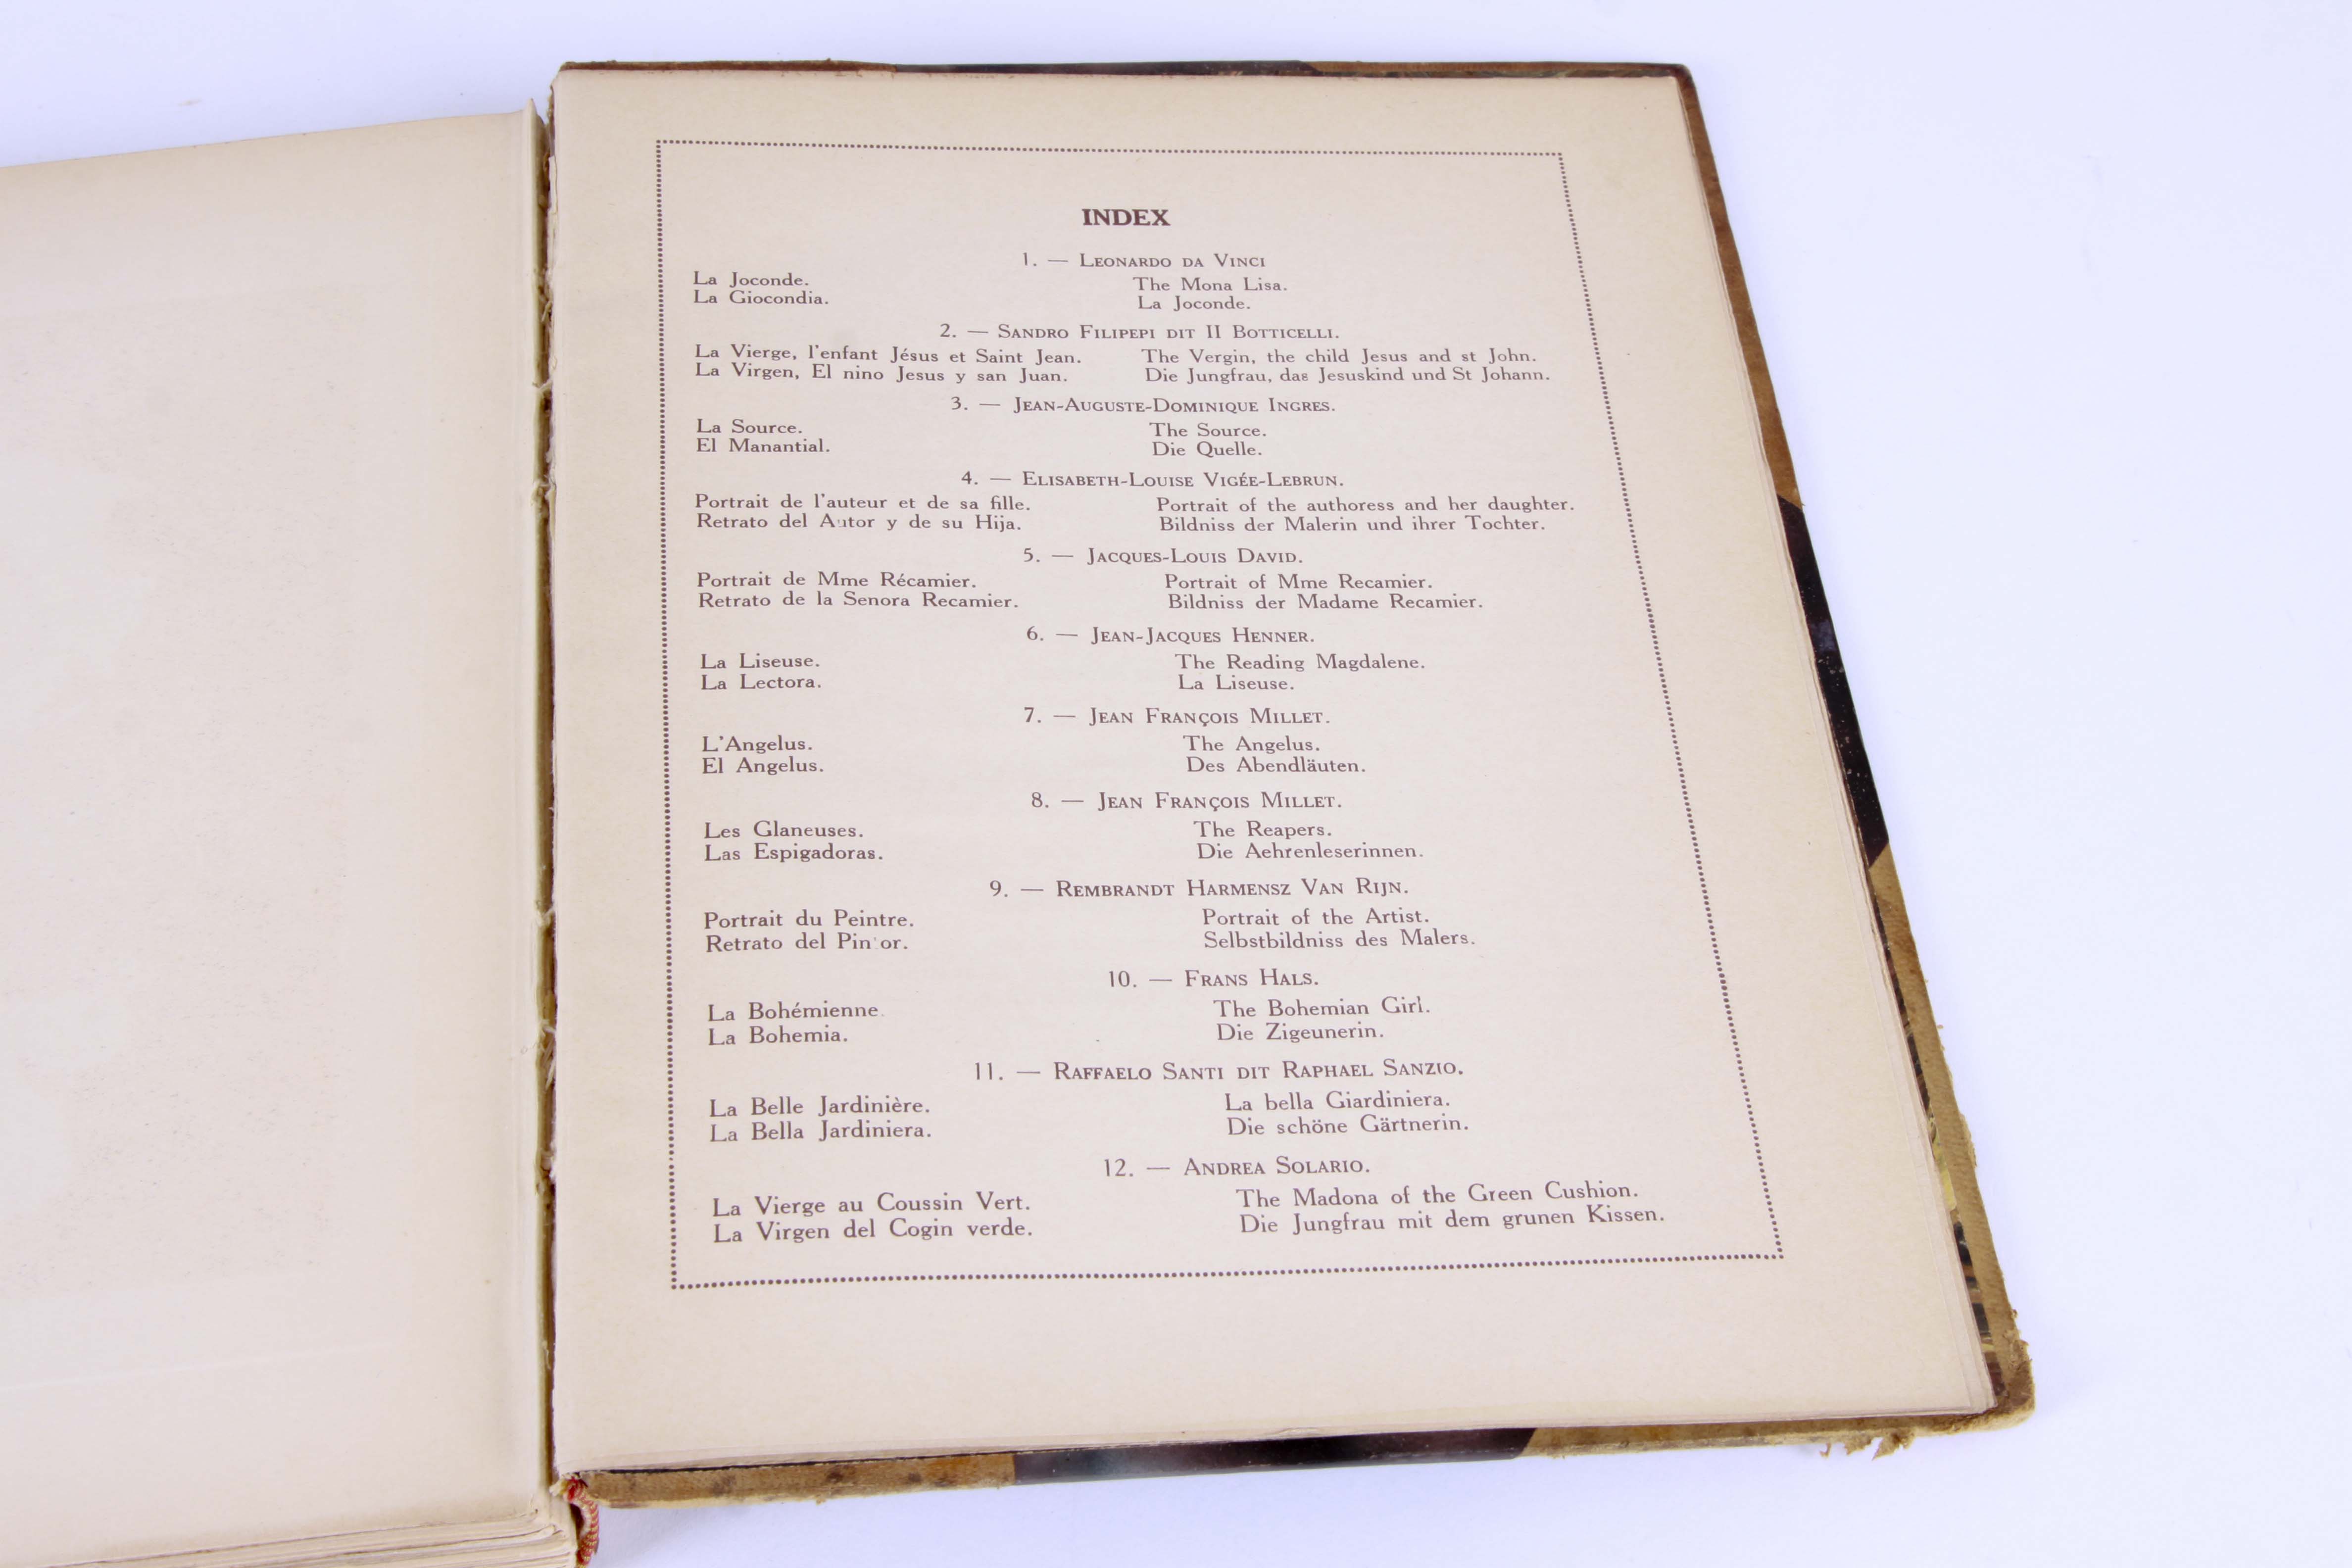 INDEX
1. — LEONARDO DA VINCI
La Joconde. The Mona Lisa.
La Giocondia. La Joconde.
2. — SANDRO FILIPEPI DIT II BOTTICELLI.
La Vierge, l'enfant Jésus et Saint Jean. The Vergin, the child Jesus and st John.
La Virgen, El nino Jesus y san Juan. Die Jungfrau, das Jesuskind und St Johann.
3. — JEAN-AUGUSTE-DOMINIQUE INGRES.
La Source. The Source.
El Manantial. Die Quelle.
4. — ELISABETH-LOUISE VIGÉE-LEBRUN.
Portrait de l'auteur et de sa fille. Portrait of the authoress and her daughter.
Retrato del Autor y de su Hija. Bildniss der Malerin und ihrer Tochter.
5. — JACQUES-LOUIS DAVID.
Portrait de Mme Récamier. Portrait of Mme Recamier.
Retrato de la Senora Recamier. Bildniss der Madame Recamier.
6. — JEAN-JACQUES HENNER.
La Liseuse. The Reading Magdalene.
La Lectora. La Liseuse.
7. — JEAN FRANÇOIS MILLET.
L'Angelus. The Angelus.
El Angelus. Des Abendläuten.
8. — JEAN FRANÇOIS MILLET.
Les Glaneuses. The Reapers.
Las Espigadoras. Die Aehrenleserinnen.
9. — REMBRANDT HARMENSZ VAN RIJN.
Portrait du Peintre. Portrait of the Artist.
Retrato del Pintor. Selbstbildniss des Malers.
10. — FRANS HALS.
La Bohémienne. The Bohemian Girl.
La Bohemia. Die Zigeunerin.
11. — RAFFAELO SANTI DIT RAPHAEL SANZIO.
La Belle Jardinière. La bella Giardiniera.
La Bella Jardiniera. Die schöne Gärtnerin.
12. — ANDREA SOLARIO.
La Vierge au Coussin Vert. The Madona of the Green Cushion.
La Virgen del Cogin verde. Die Jungfrau mit dem grunen Kissen.